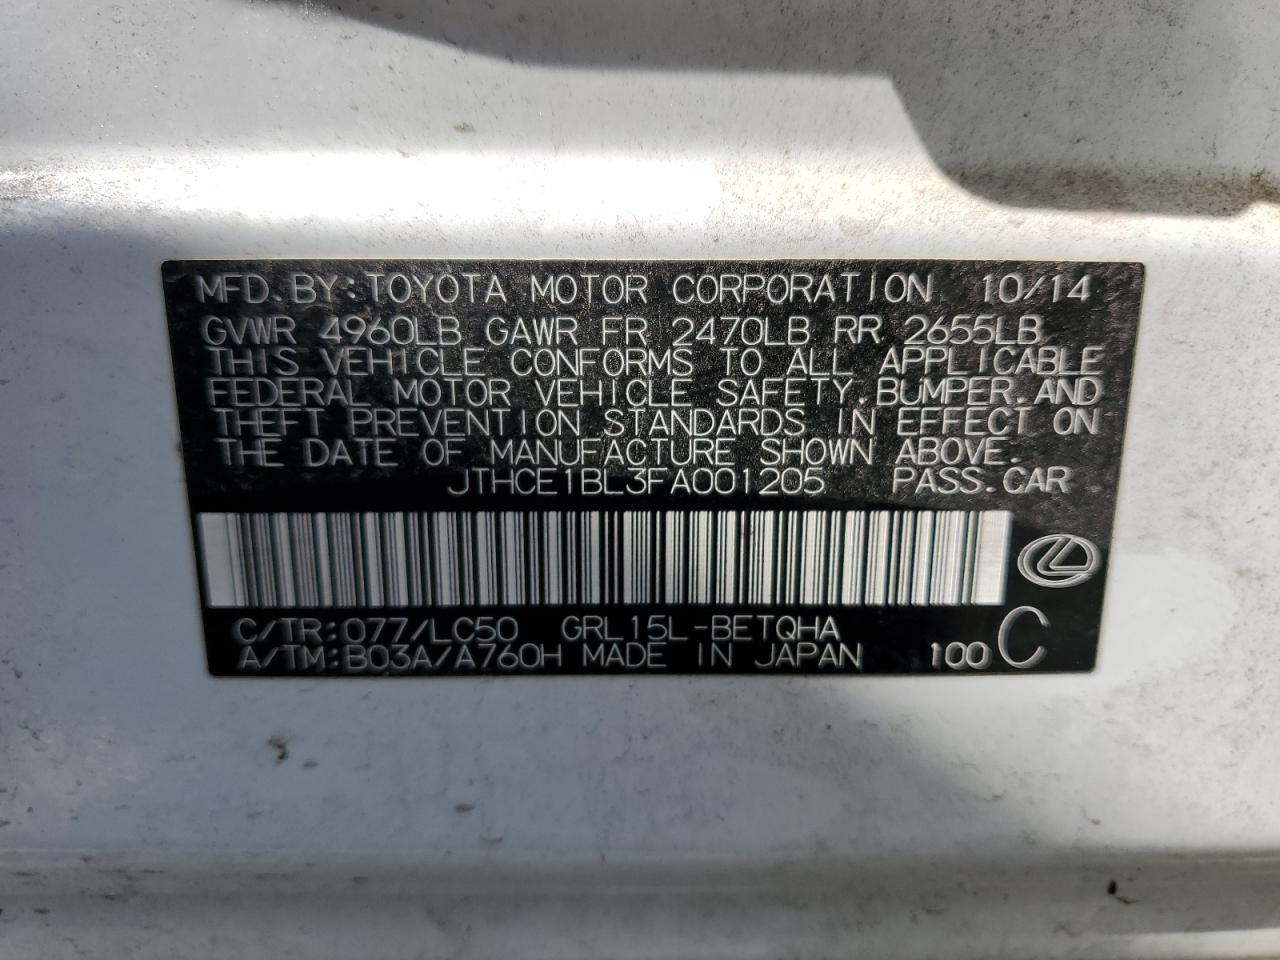 MFD. BY: TOYOTA MOTOR CORPORATION 10/14
GVWR 4960LB GAWR FR 2470LB RR 2655LB
THIS VEHICLE CONFORMS TO ALL APPLICABLE
FEDERAL MOTOR VEHICLE SAFETY, BUMPER, AND
THEFT PREVENTION STANDARDS IN EFFECT ON
THE DATE OF MANUFACTURE SHOWN ABOVE.
JTHCE1BL3FA001205 PASS. CAR
C/TR: 077/LC50 GRL15L-BETQHA
A/TM: B03A/A760H MADE IN JAPAN 100 C